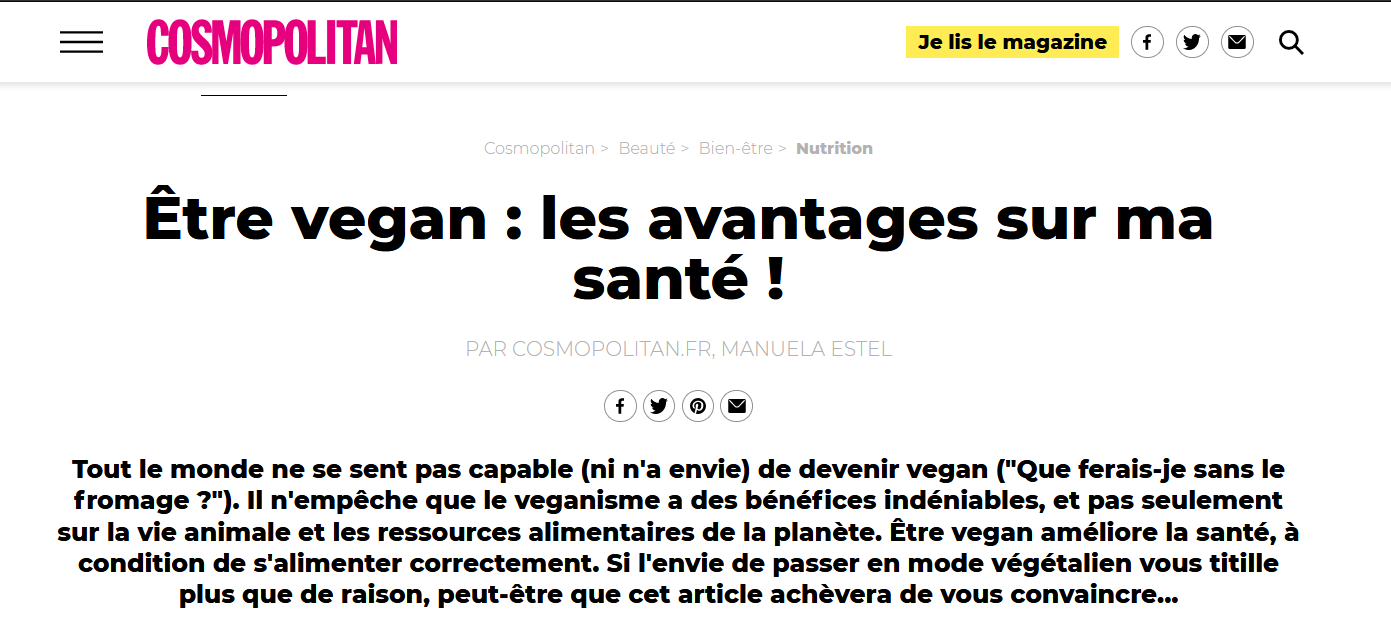 COSMOPOLITAN
Je lis le magazine
Cosmopolitan > Beauté > Bien-être > Nutrition
Être vegan : les avantages sur ma
santé !
PAR COSMOPOLITAN.FR, MANUELA ESTEL
Tout le monde ne se sent pas capable (ni n'a envie) de devenir vegan ("Que ferais-je sans le
fromage ?"). Il n'empêche que le veganisme a des bénéfices indéniables, et pas seulement
sur la vie animale et les ressources alimentaires de la planète. Être vegan améliore la santé, à
condition de s'alimenter correctement. Si l'envie de passer en mode végétalien vous titille
plus que de raison, peut-être que cet article achèvera de vous convaincre...